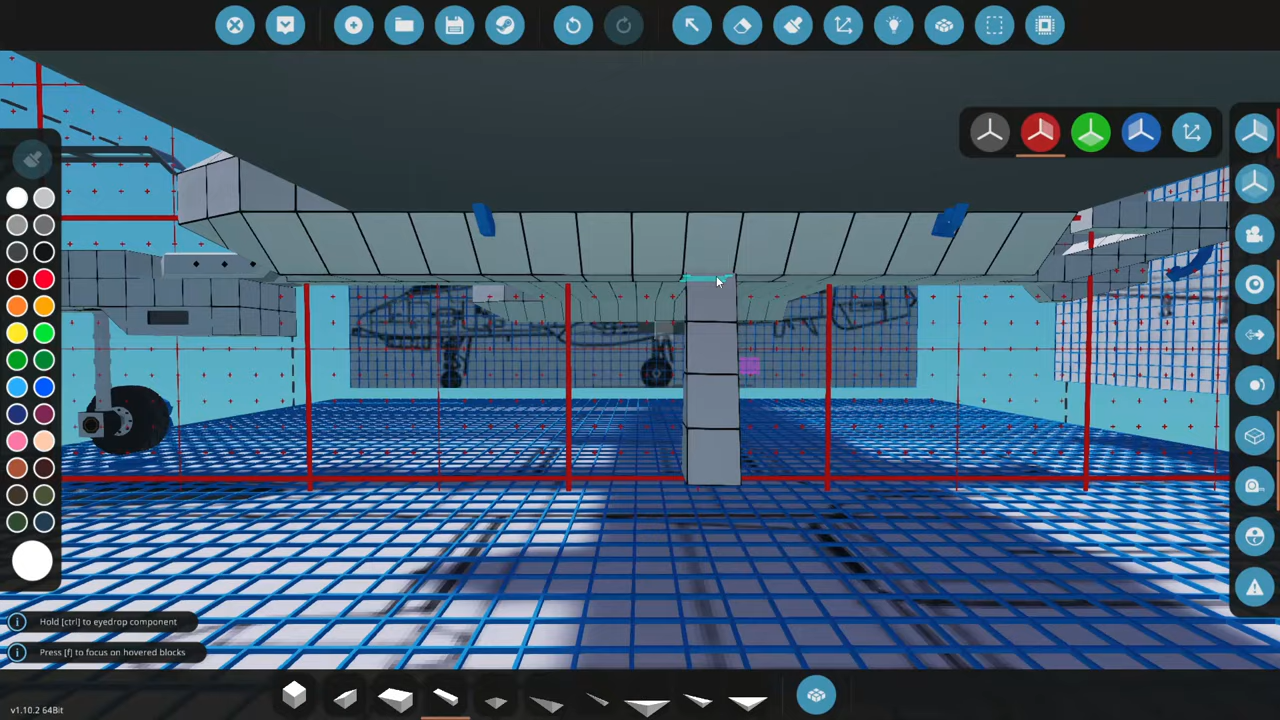 Hold [ctrl] to eyedrop component
Press [f] to focus on hovered blocks
v1.10.2 64Bit